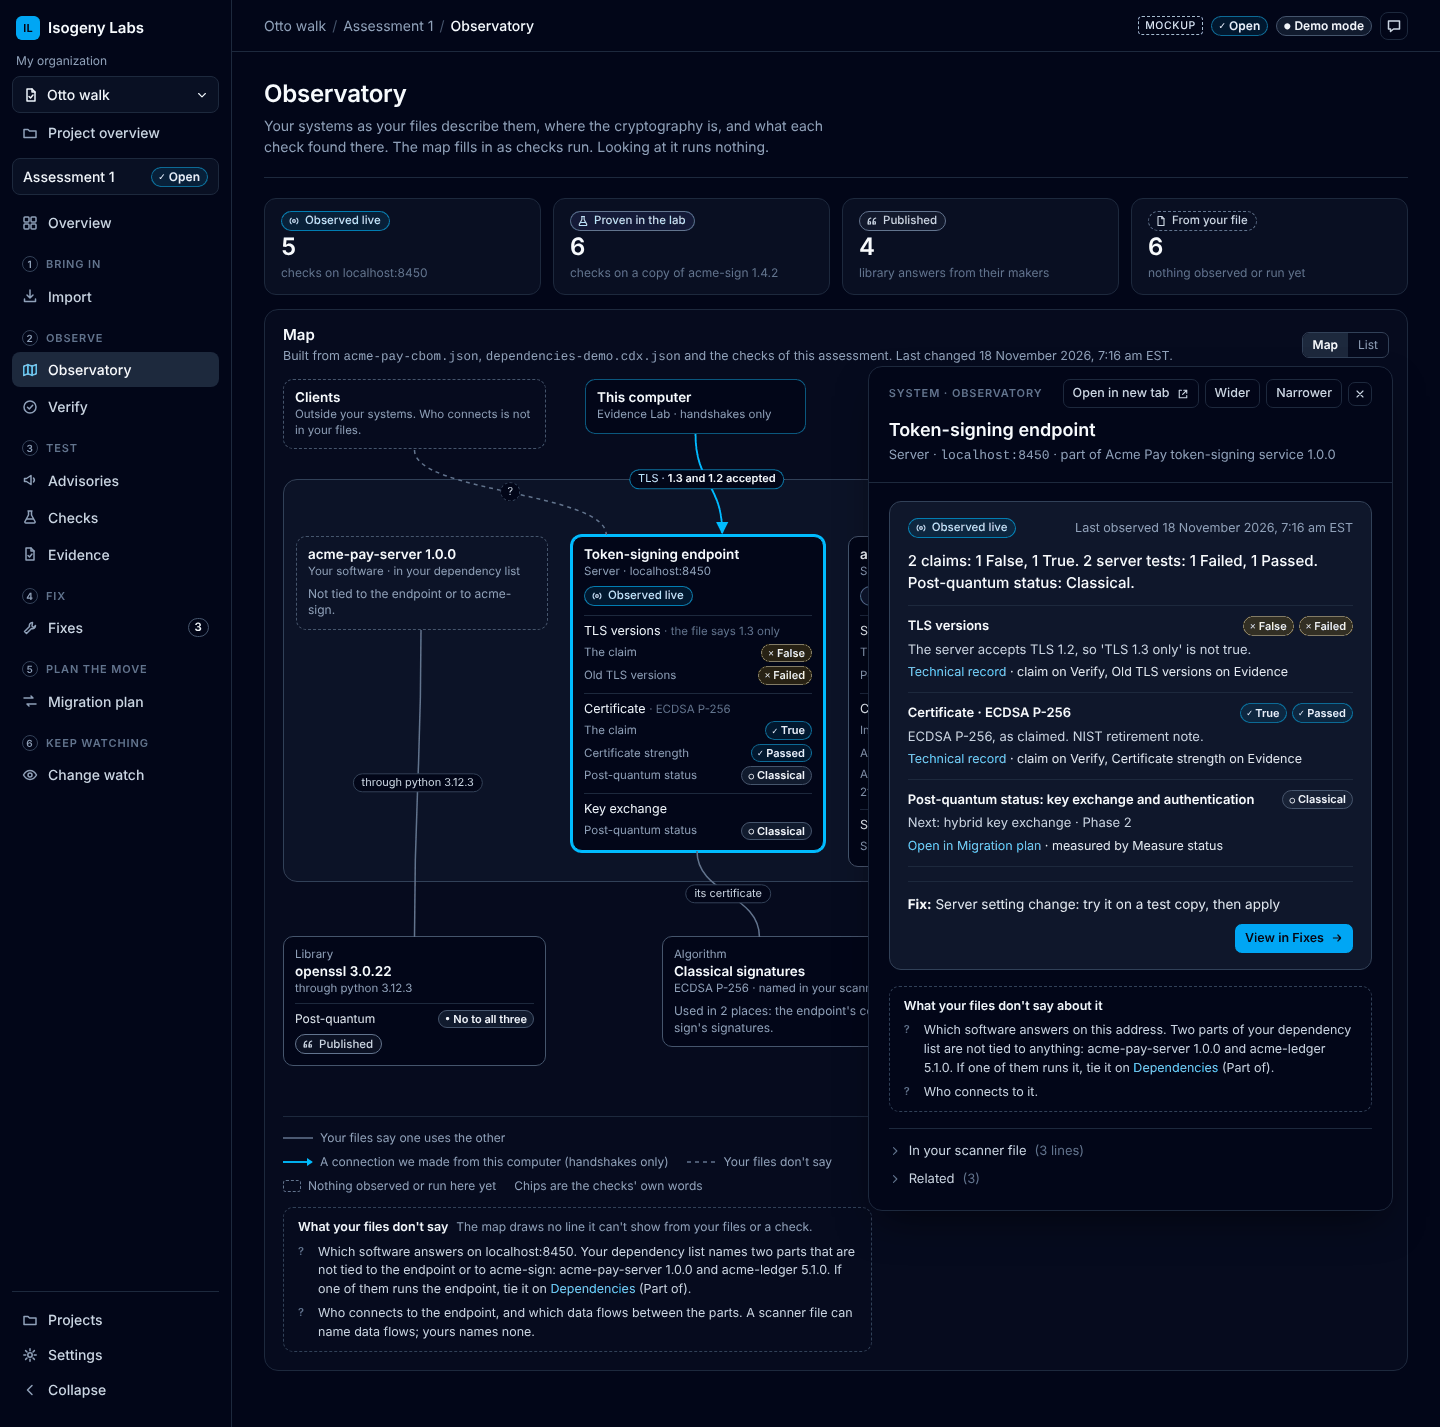 IL Isogeny Labs
My organization
Otto walk
Project overview
Assessment 1 ✓ Open
Overview
1 BRING IN
Import
2 OBSERVE
Observatory
Verify
3 TEST
Advisories
Checks
Evidence
4 FIX
Fixes 3
5 PLAN THE MOVE
Migration plan
6 KEEP WATCHING
Change watch
Projects
Settings
Collapse
Otto walk / Assessment 1 / Observatory
MOCKUP ✓ Open ● Demo mode
Observatory
Your systems as your files describe them, where the cryptography is, and what each
check found there. The map fills in as checks run. Looking at it runs nothing.
Observed live
5
checks on localhost:8450
Proven in the lab
6
checks on a copy of acme-sign 1.4.2
Published
4
library answers from their makers
From your file
6
nothing observed or run yet
Map
Built from acme-pay-cbom.json, dependencies-demo.cdx.json and the checks of this assessment. Last changed 18 November 2026, 7:16 am EST.
Map List
Clients
Outside your systems. Who connects is not
in your files.
This computer
Evidence Lab · handshakes only
?
TLS · 1.3 and 1.2 accepted
acme-pay-server 1.0.0
Your software · in your dependency list
Not tied to the endpoint or to acme-
sign.
Token-signing endpoint
Server · localhost:8450
Observed live
TLS versions · the file says 1.3 only
The claim × False
Old TLS versions × Failed
Certificate · ECDSA P-256
The claim ✓ True
Certificate strength ✓ Passed
Post-quantum status ○ Classical
Key exchange
Post-quantum status ○ Classical
through python 3.12.3
its certificate
Library
openssl 3.0.22
through python 3.12.3
Post-quantum • No to all three
Published
Algorithm
Classical signatures
ECDSA P-256 · named in your scann
Used in 2 places: the endpoint's c
sign's signatures.
Your files say one uses the other
A connection we made from this computer (handshakes only) Your files don't say
Nothing observed or run here yet Chips are the checks' own words
What your files don't say The map draws no line it can't show from your files or a check.
? Which software answers on localhost:8450. Your dependency list names two parts that are
not tied to the endpoint or to acme-sign: acme-pay-server 1.0.0 and acme-ledger 5.1.0. If
one of them runs the endpoint, tie it on Dependencies (Part of).
? Who connects to the endpoint, and which data flows between the parts. A scanner file can
name data flows; yours names none.
SYSTEM · OBSERVATORY Open in new tab Wider Narrower ×
Token-signing endpoint
Server · localhost:8450 · part of Acme Pay token-signing service 1.0.0
Observed live Last observed 18 November 2026, 7:16 am EST
2 claims: 1 False, 1 True. 2 server tests: 1 Failed, 1 Passed.
Post-quantum status: Classical.
TLS versions × False × Failed
The server accepts TLS 1.2, so 'TLS 1.3 only' is not true.
Technical record · claim on Verify, Old TLS versions on Evidence
Certificate · ECDSA P-256 ✓ True ✓ Passed
ECDSA P-256, as claimed. NIST retirement note.
Technical record · claim on Verify, Certificate strength on Evidence
Post-quantum status: key exchange and authentication ○ Classical
Next: hybrid key exchange · Phase 2
Open in Migration plan · measured by Measure status
Fix: Server setting change: try it on a test copy, then apply
View in Fixes →
What your files don't say about it
? Which software answers on this address. Two parts of your dependency
list are not tied to anything: acme-pay-server 1.0.0 and acme-ledger
5.1.0. If one of them runs it, tie it on Dependencies (Part of).
? Who connects to it.
In your scanner file (3 lines)
Related (3)